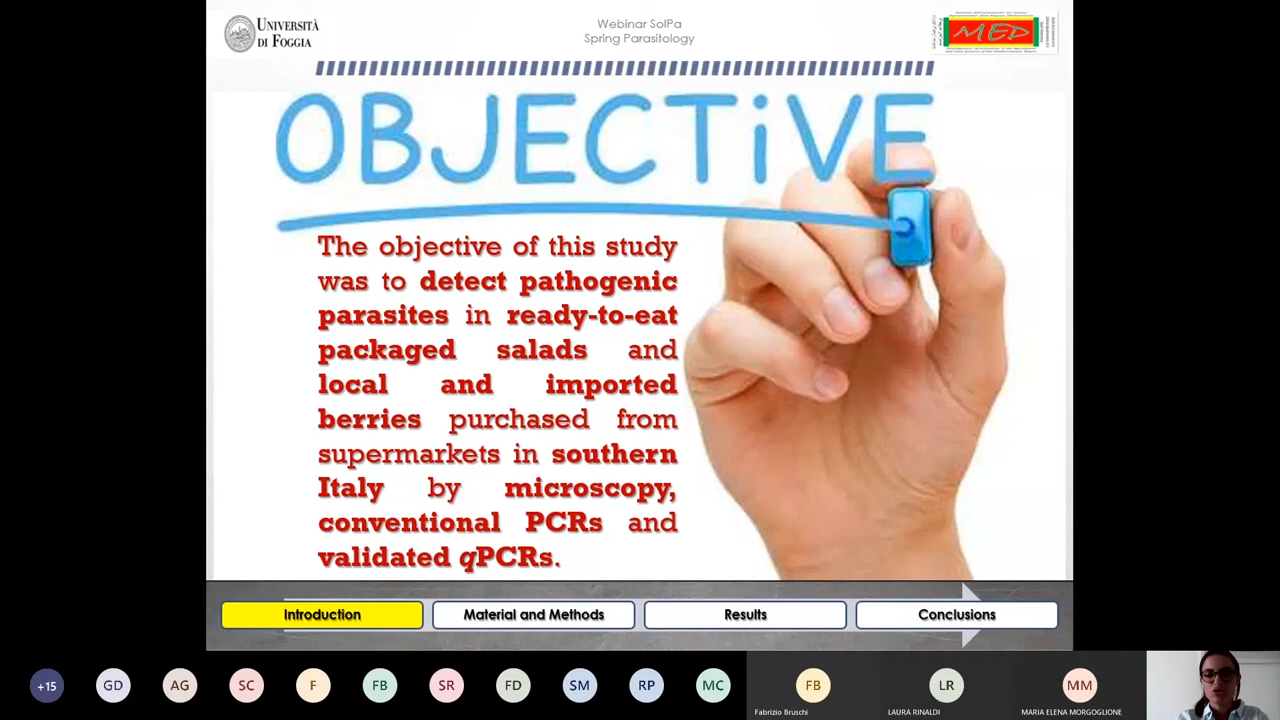 UNIVERSITÀ
DI FOGGIA
Webinar SoIPa
Spring Parasitology
MED
OBJECTIVE
The objective of this study
was to detect pathogenic
parasites in ready-to-eat
packaged salads and
local and imported
berries purchased from
supermarkets in southern
Italy by microscopy,
conventional PCRs and
validated qPCRs.
Introduction
Material and Methods
Results
Conclusions
+15
GD
AG
SC
F
FB
SR
FD
SM
RP
MC
FB
LR
MM
Fabrizio Bruschi
LAURA RINALDI
MARIA ELENA MORGOGLIONE